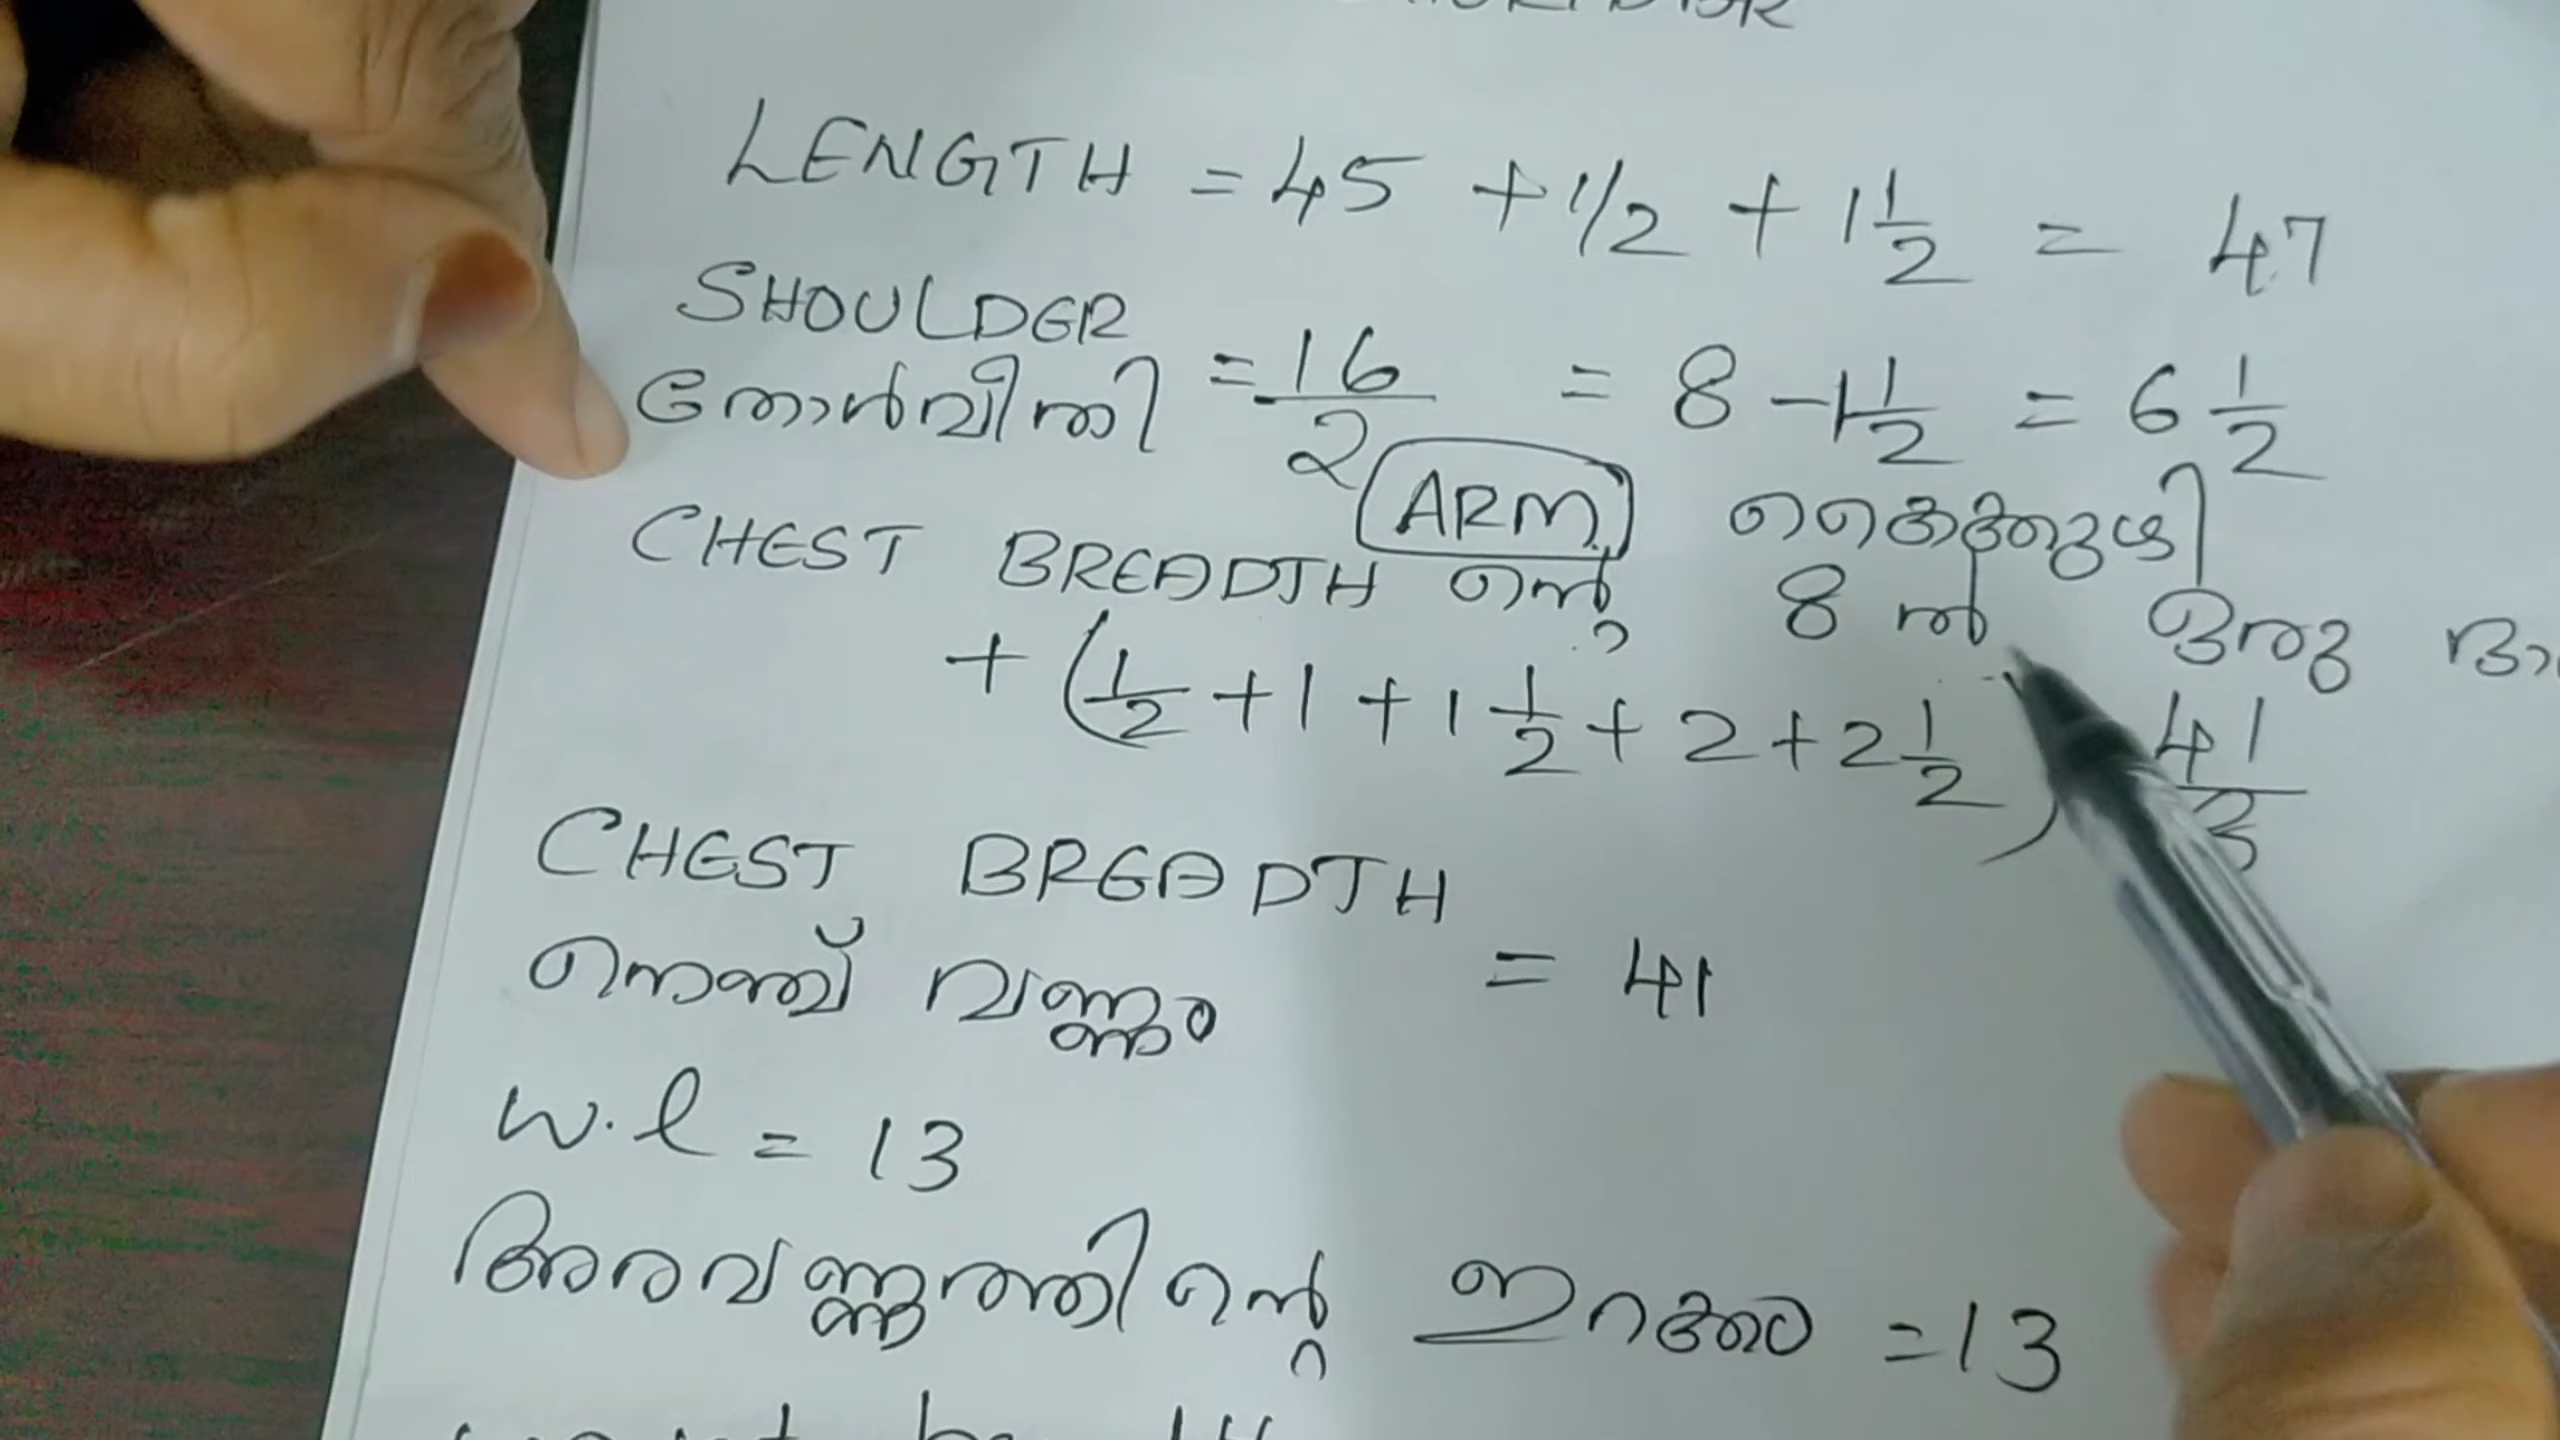 LENGTH = 45 + 1/2 + 1 1/2 = 47
SHOULDER
തോൾവീതി = 16/2 = 8 - 1 1/2 = 6 1/2
ARM കൈക്കുഴി
CHEST BREADTH ന്റെ 8 ൽ ഒരു
+ (1/2 + 1 + 1 1/2 + 2 + 2 1/2) 41
CHEST BREADTH
നെഞ്ച് വണ്ണം = 41
W.l = 13
അരവണ്ണത്തിന്റെ ഇറക്കം = 13